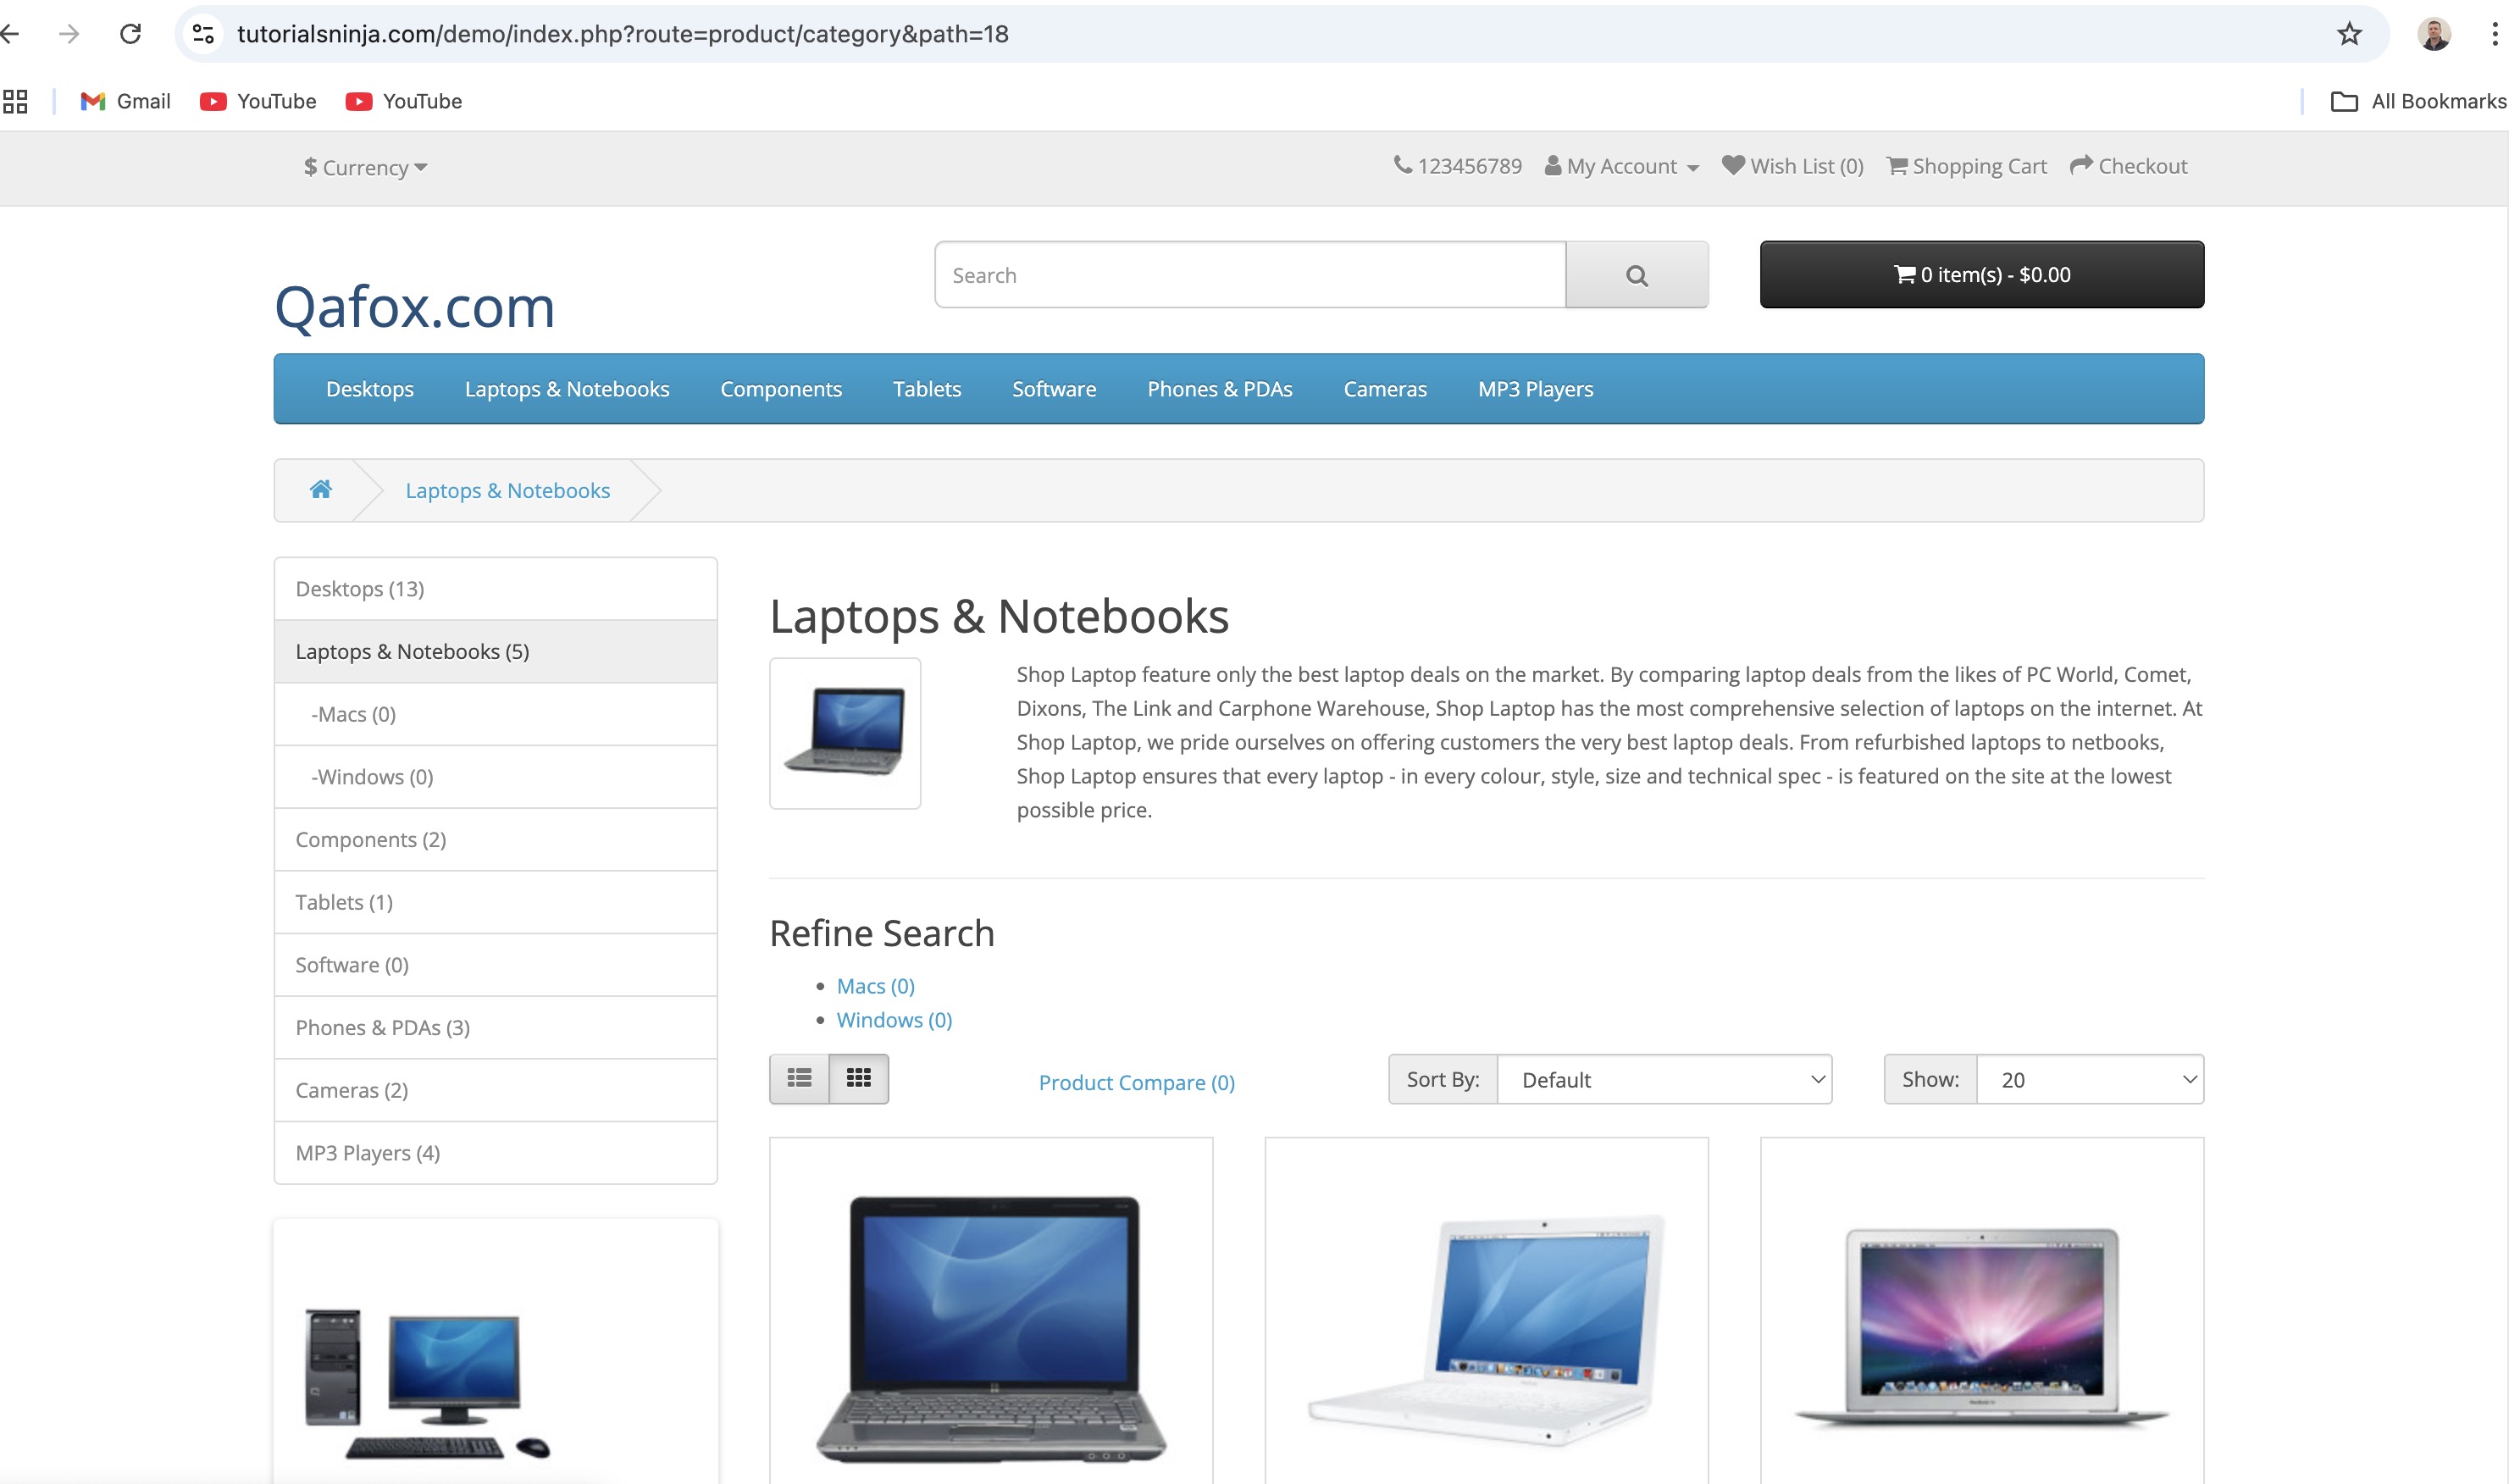 tutorialsninja.com/demo/index.php?route=product/category&path=18
Gmail YouTube YouTube All Bookmarks
$ Currency 123456789 My Account Wish List (0) Shopping Cart Checkout
Qafox.com
Search
0 item(s) - $0.00
Desktops Laptops & Notebooks Components Tablets Software Phones & PDAs Cameras MP3 Players
Laptops & Notebooks
Desktops (13)
Laptops & Notebooks (5)
-Macs (0)
-Windows (0)
Components (2)
Tablets (1)
Software (0)
Phones & PDAs (3)
Cameras (2)
MP3 Players (4)
Laptops & Notebooks
Shop Laptop feature only the best laptop deals on the market. By comparing laptop deals from the likes of PC World, Comet,
Dixons, The Link and Carphone Warehouse, Shop Laptop has the most comprehensive selection of laptops on the internet. At
Shop Laptop, we pride ourselves on offering customers the very best laptop deals. From refurbished laptops to netbooks,
Shop Laptop ensures that every laptop - in every colour, style, size and technical spec - is featured on the site at the lowest
possible price.
Refine Search
Macs (0)
Windows (0)
Product Compare (0)
Sort By: Default
Show: 20